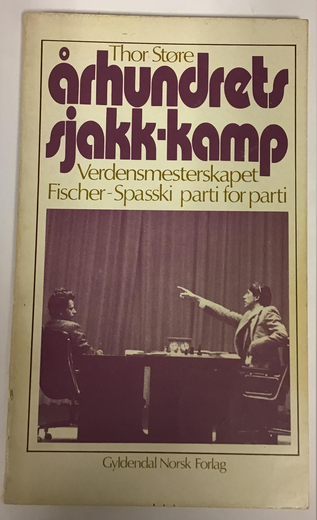 Thor Støre
århundrets
sjakk-kamp
Verdensmesterskapet
Fischer-Spasski parti for parti
Gyldendal Norsk Forlag